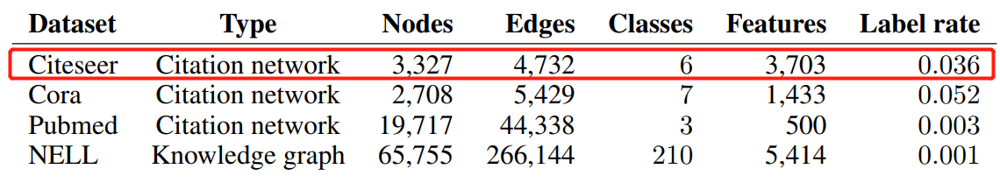 Dataset Type Nodes Edges Classes Features Label rate
Citeseer Citation network 3,327 4,732 6 3,703 0.036
Cora Citation network 2,708 5,429 7 1,433 0.052
Pubmed Citation network 19,717 44,338 3 500 0.003
NELL Knowledge graph 65,755 266,144 210 5,414 0.001